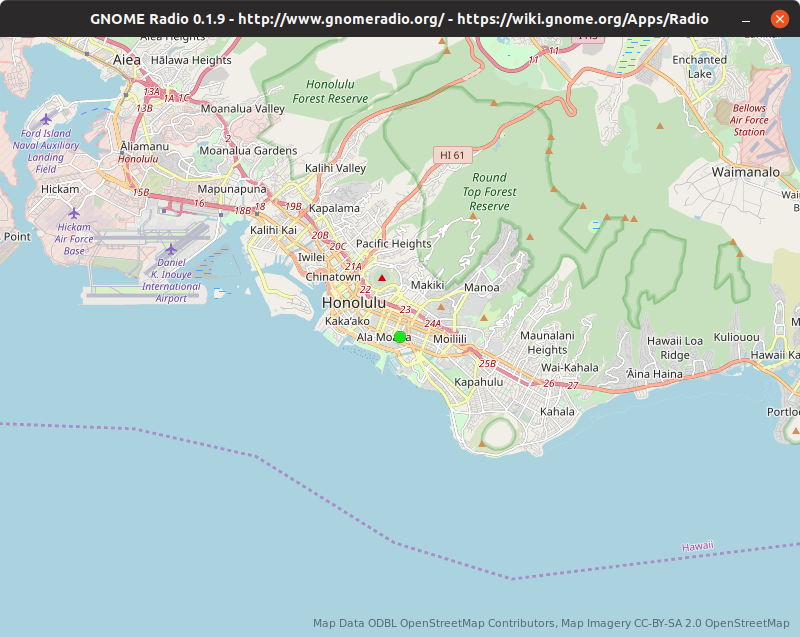 GNOME Radio 0.1.9 - http://www.gnomeradio.org/ - https://wiki.gnome.org/Apps/Radio
Aiea Heights
Aiea
Hālawa Heights
11
11
H3
Enchanted
Lake
13A
1A
1C
13B
Honolulu
Forest Reserve
Moanalua Valley
Bellows
Air Force
Station
Ford Island
Naval Auxiliary
Landing
Field
Āliamanu
Honolulu
2
Moanalua Gardens
HI 61
Kalihi Valley
Waimanalo
Hickam
15B
16
Mapunapuna
18B
18
19B
Kapalama
Round
Top Forest
Reserve
Point
Hickam
Air Force
Base
Kalihi Kai
20B
20C
Pacific Heights
Iwilei
Daniel
K. Inouye
International
Airport
21A
Chinatown
22
Makiki
Manoa
Honolulu
23
Kaka'ako
24A
Ala Moana
Moiliili
Maunalani
Heights
Hawaii Loa
Ridge
Kuliouou
Hawaii Ka
25B
Wai-Kahala
Kapahulu
26
27
ʻĀina Haina
Kahala
Portlo
Hawaii
Map Data ODBL OpenStreetMap Contributors, Map Imagery CC-BY-SA 2.0 OpenStreetMap